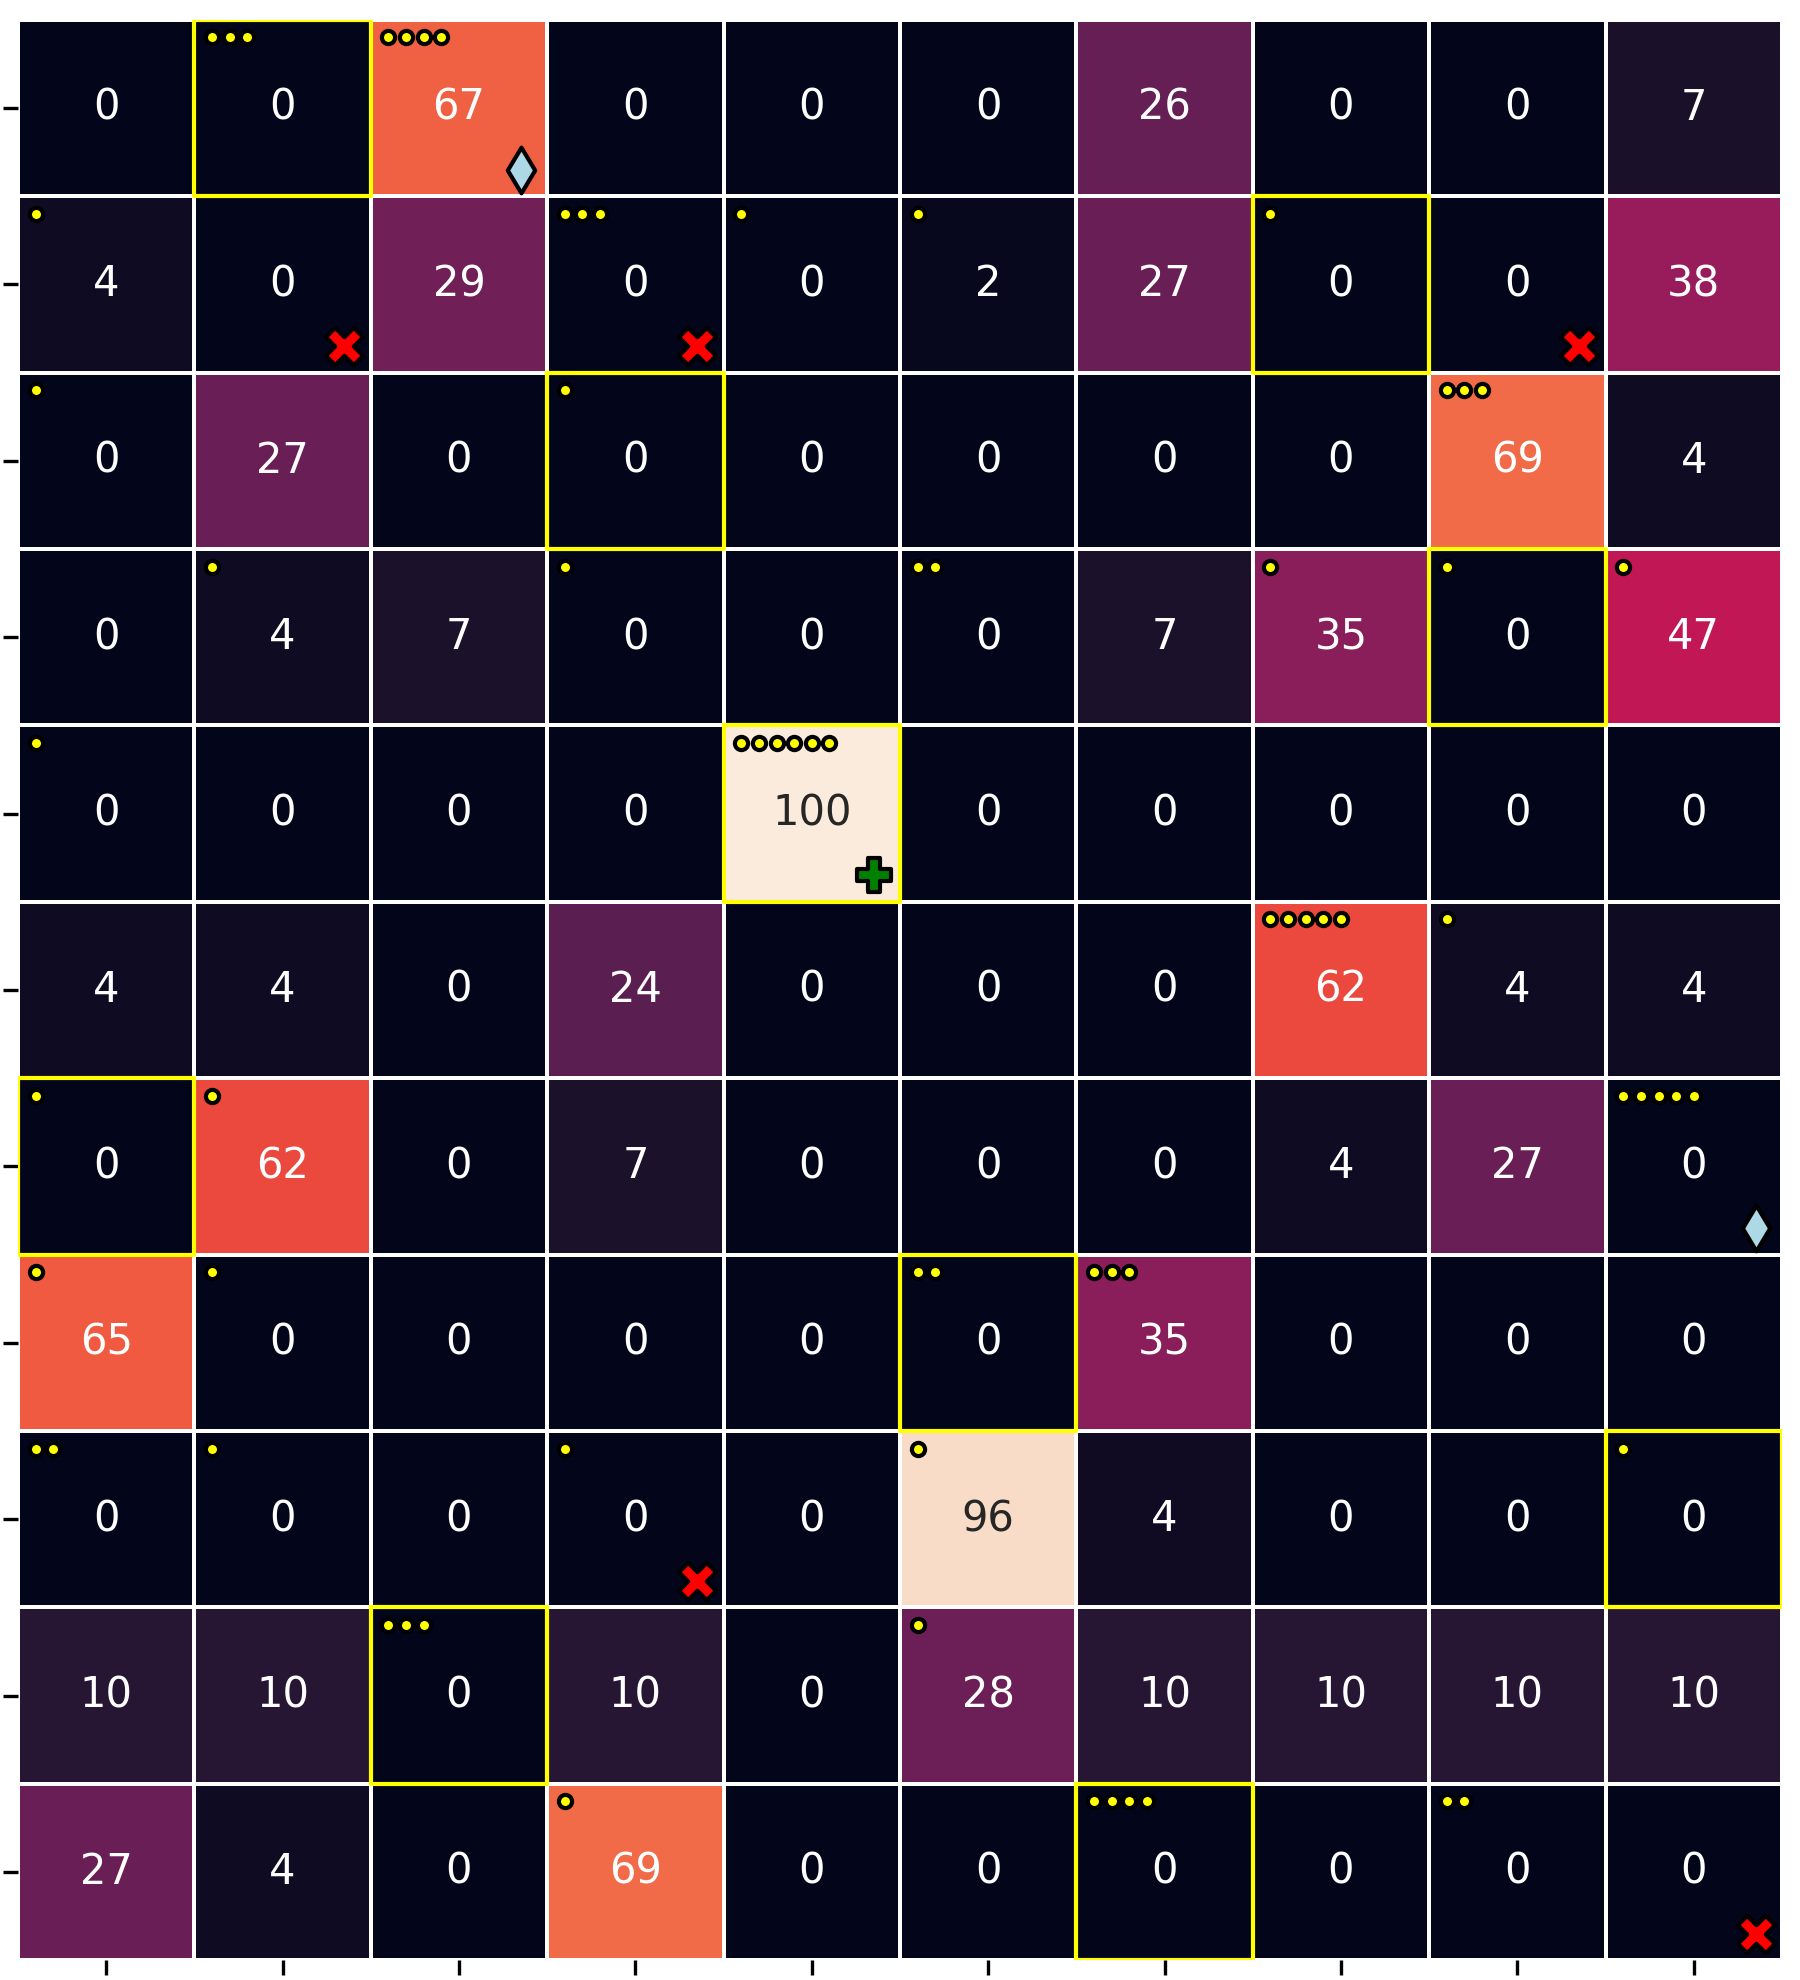 0 0 67 0 0 0 26 0 0 7
4 0 29 0 0 2 27 0 0 38
0 27 0 0 0 0 0 0 69 4
0 4 7 0 0 0 7 35 0 47
0 0 0 0 100 0 0 0 0 0
4 4 0 24 0 0 0 62 4 4
0 62 0 7 0 0 0 4 27 0
65 0 0 0 0 0 35 0 0 0
0 0 0 0 0 96 4 0 0 0
10 10 0 10 0 28 10 10 10 10
27 4 0 69 0 0 0 0 0 0